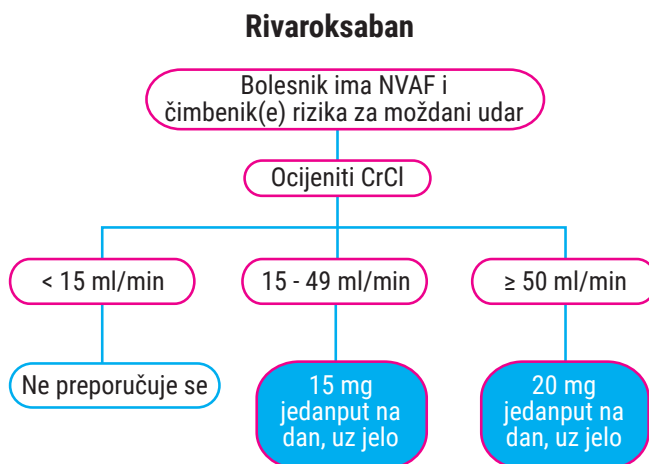 Rivaroksaban
Bolesnik ima NVAF i
čimbenik(e) rizika za moždani udar
Ocijeniti CrCl
< 15 ml/min
15 - 49 ml/min
≥ 50 ml/min
Ne preporučuje se
15 mg
jedanput na
dan, uz jelo
20 mg
jedanput na
dan, uz jelo